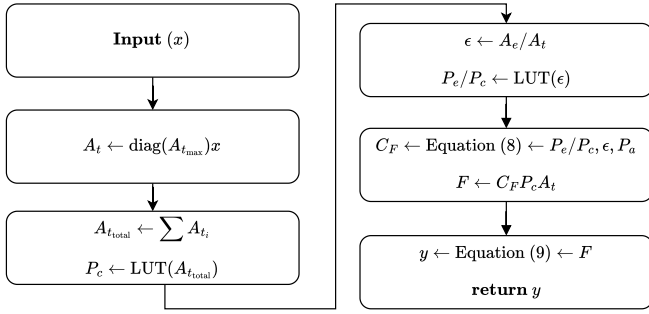 Input (x)
A_t ← diag(A_{t_max})x
A_{t_total} ← ∑ A_{t_i}
P_c ← LUT(A_{t_total})
ϵ ← A_e/A_t
P_e/P_c ← LUT(ϵ)
C_F ← Equation (8) ← P_e/P_c, ϵ, P_a
F ← C_F P_c A_t
y ← Equation (9) ← F
return y